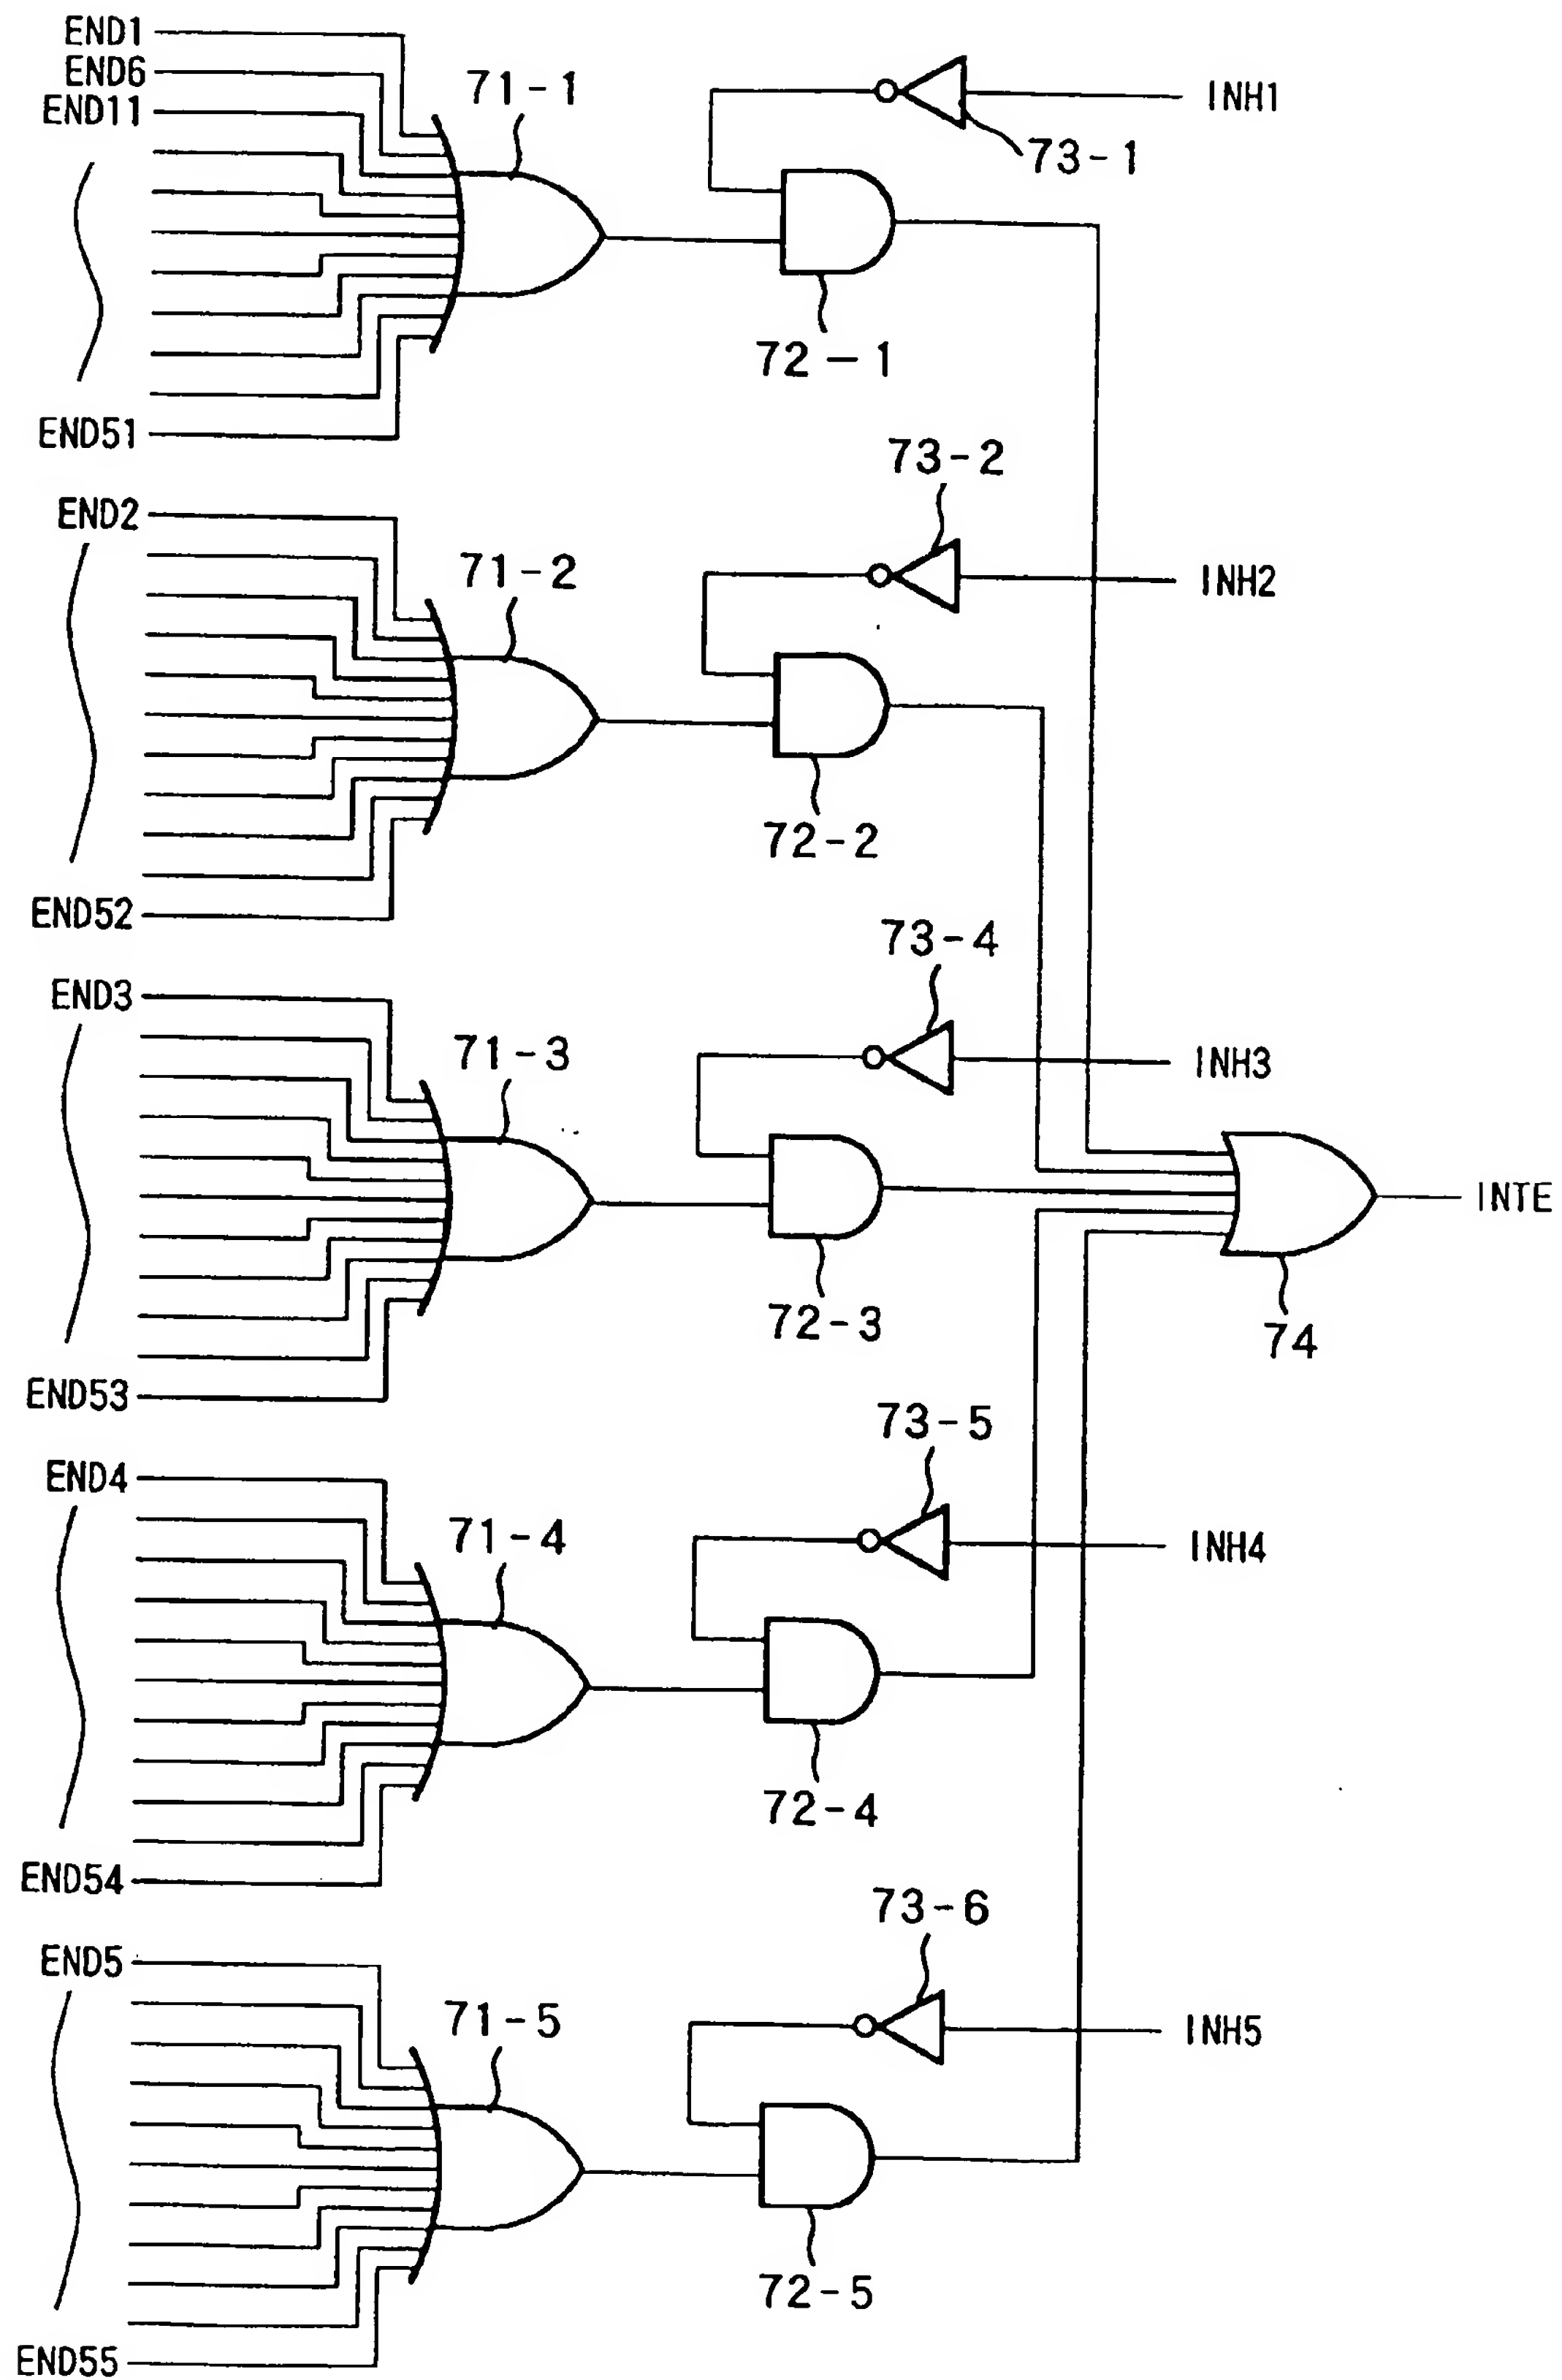 END1
END6
END11
71-1
INH1
73-1
72-1
END51
73-2
END2
71-2
INH2
72-2
END52
73-4
END3
71-3
INH3
INTE
72-3
74
END53
73-5
END4
71-4
INH4
72-4
END54
73-6
END5
71-5
INH5
72-5
END55